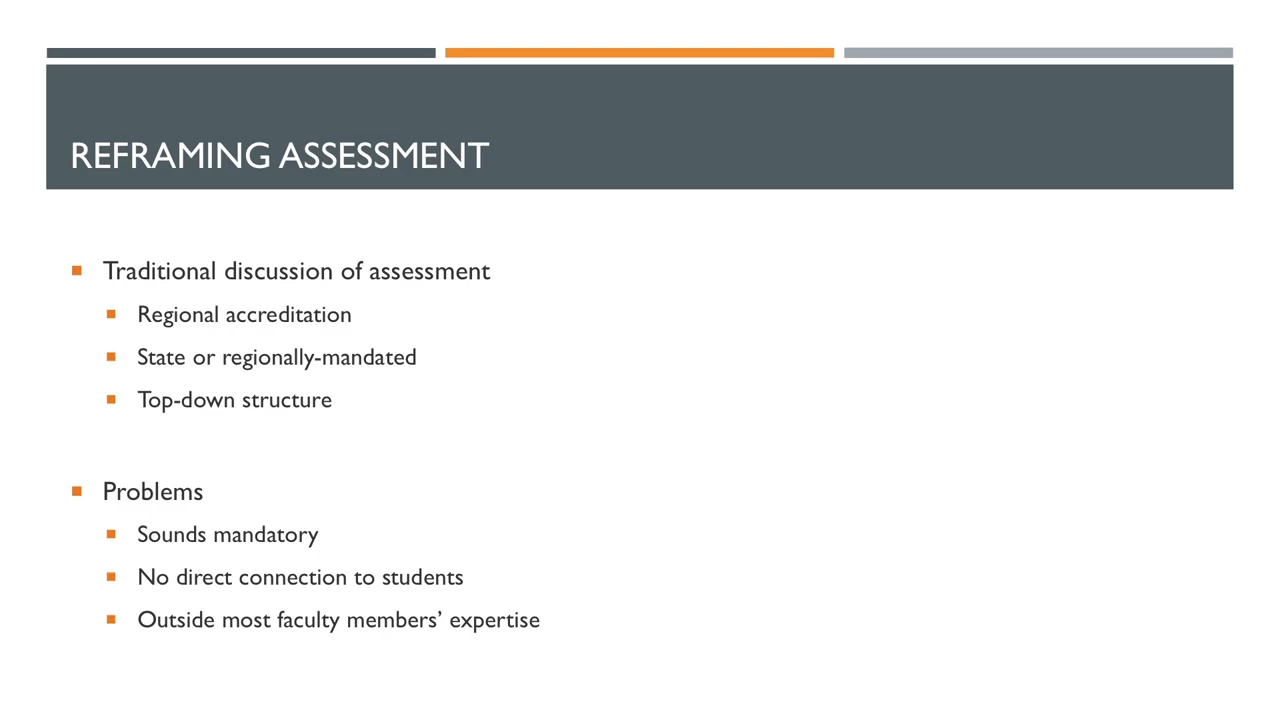 REFRAMING ASSESSMENT
Traditional discussion of assessment
Regional accreditation
State or regionally-mandated
Top-down structure
Problems
Sounds mandatory
No direct connection to students
Outside most faculty members’ expertise